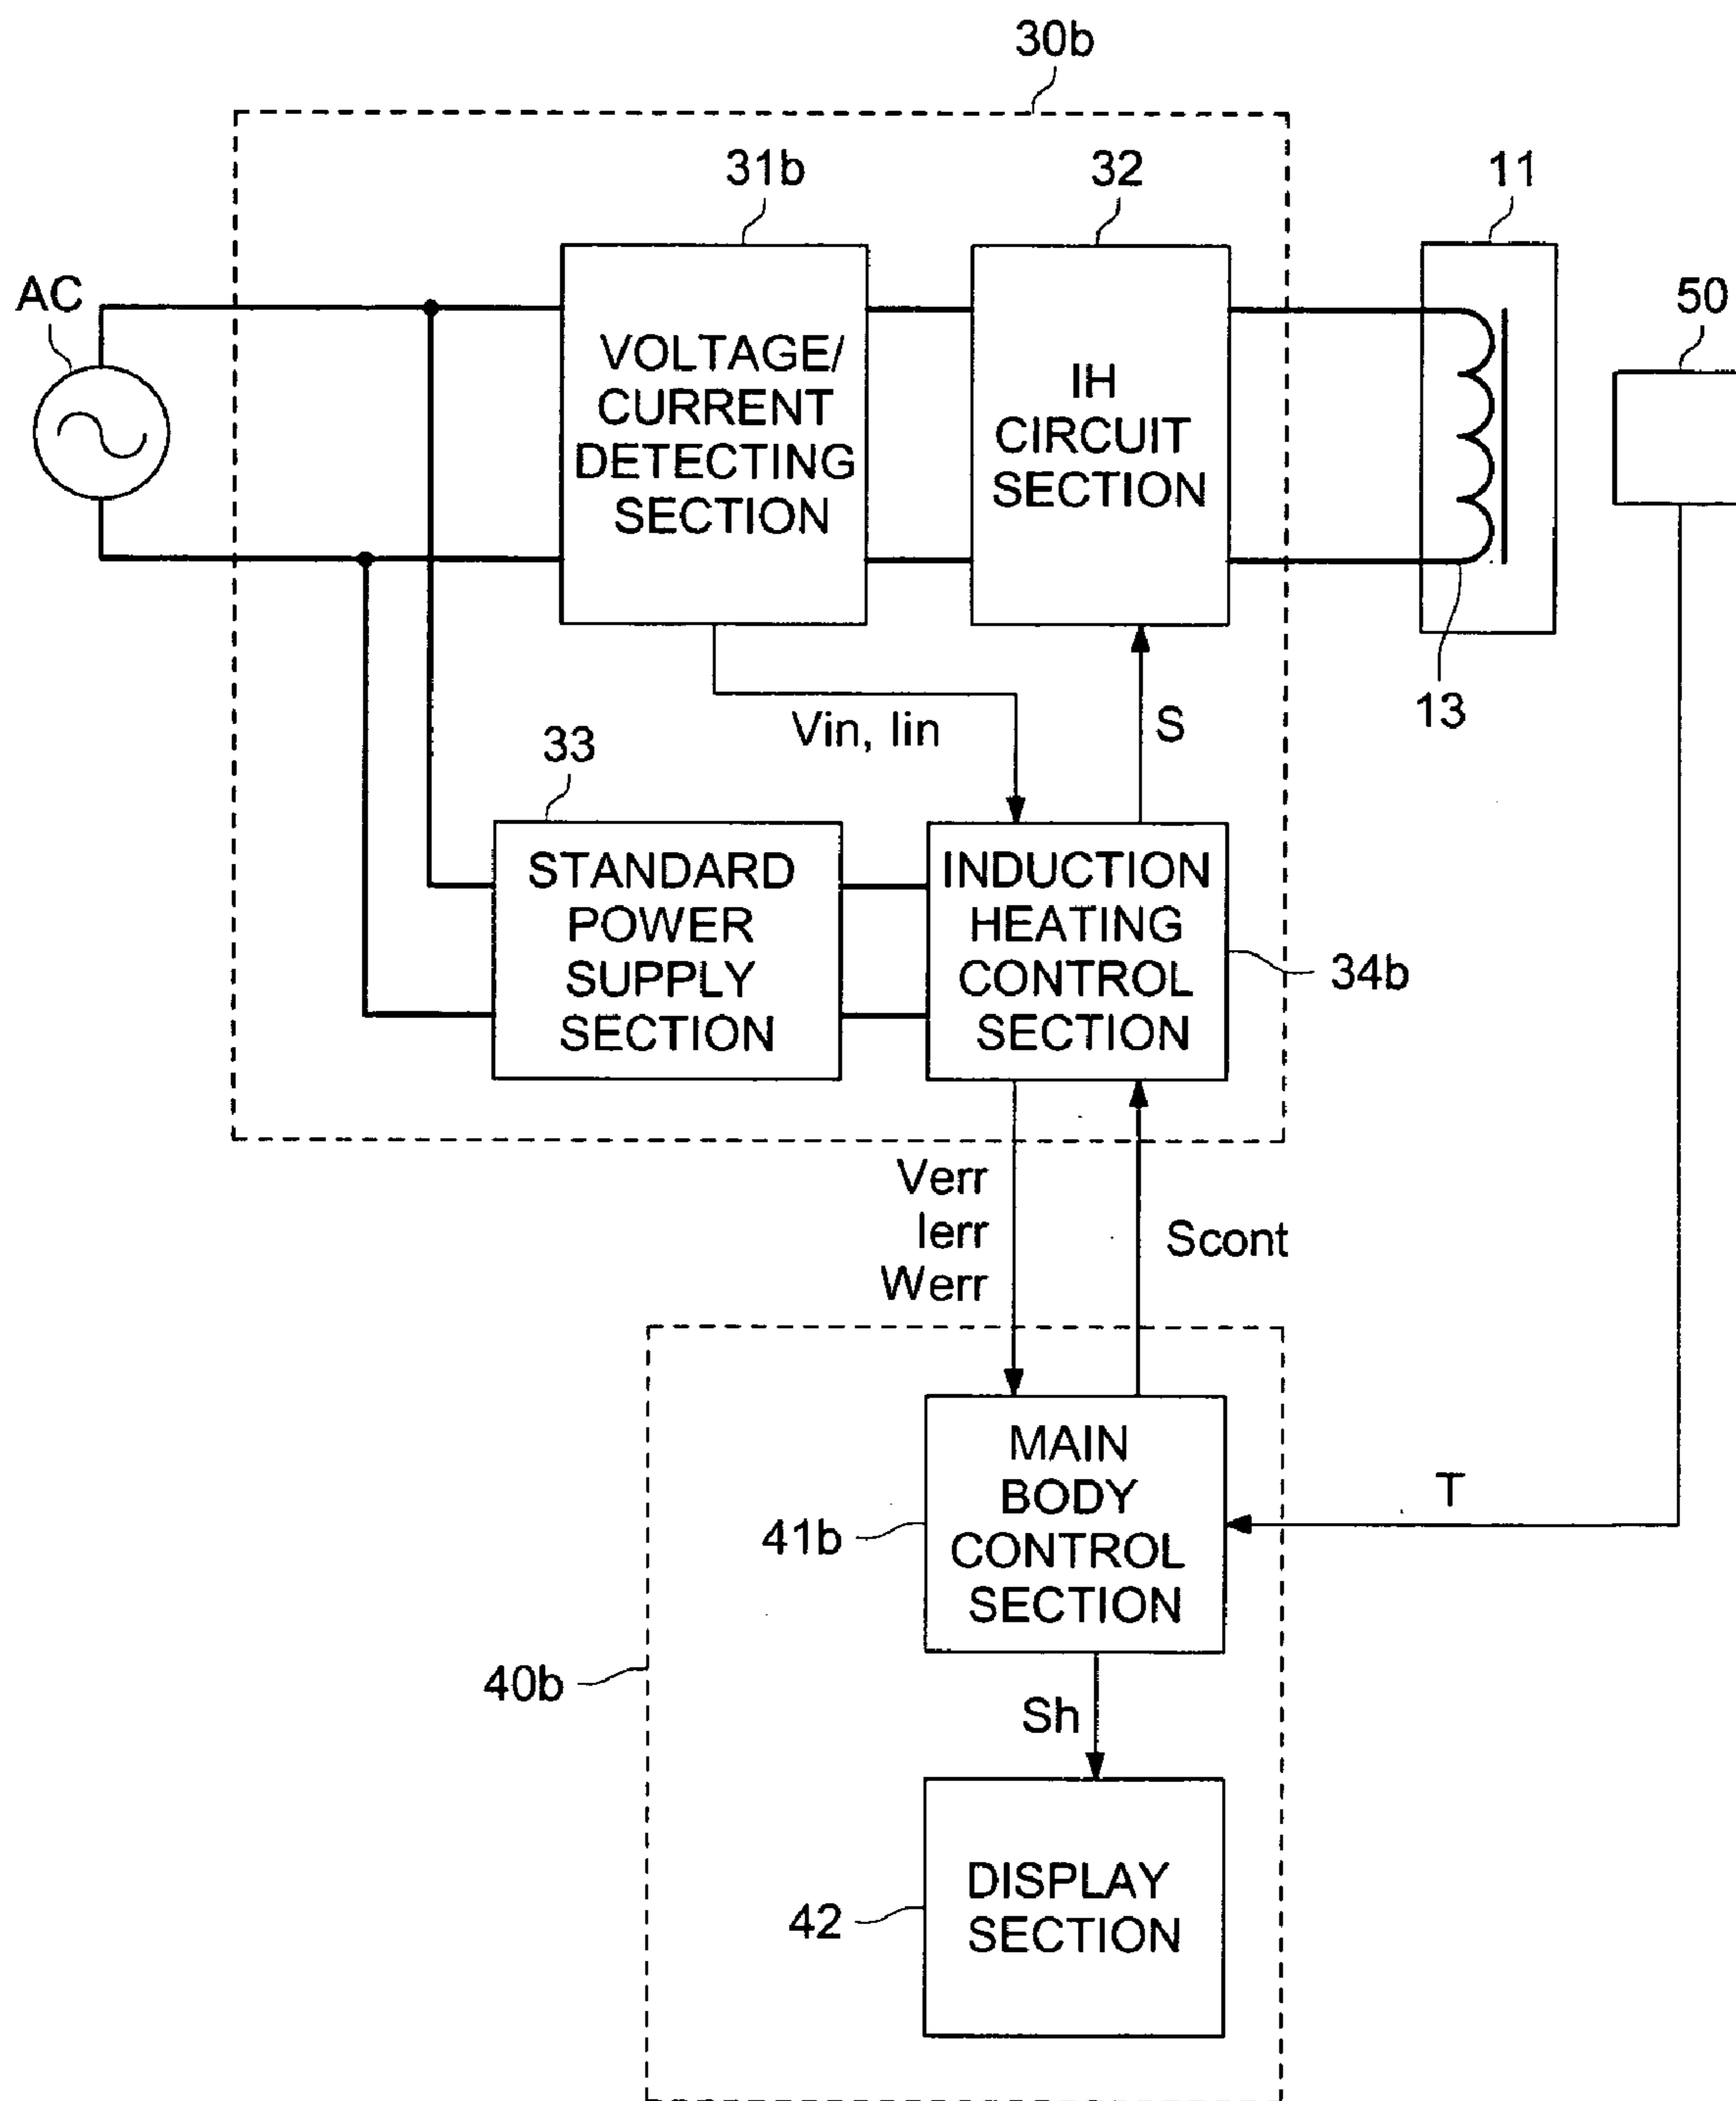 30b
31b
32
11
AC
50
VOLTAGE/
CURRENT
DETECTING
SECTION
IH
CIRCUIT
SECTION
13
Vin, Iin
S
33
STANDARD
POWER
SUPPLY
SECTION
INDUCTION
HEATING
CONTROL
SECTION
34b
Verr
Ierr
Werr
Scont
MAIN
BODY
CONTROL
SECTION
41b
T
40b
Sh
DISPLAY
SECTION
42